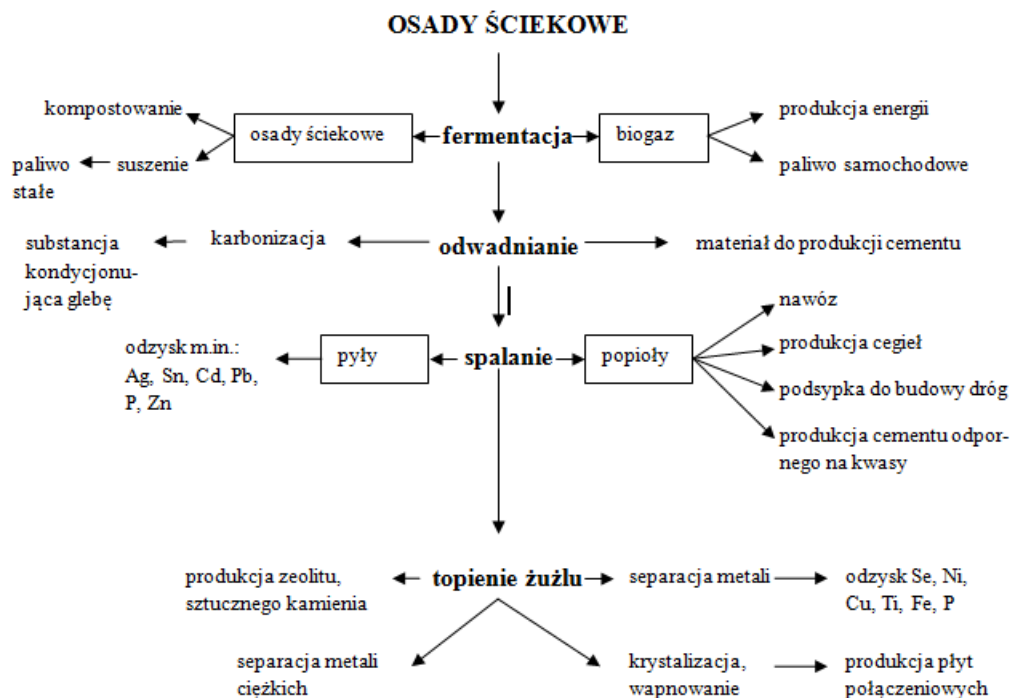 OSADY ŚCIEKOWE
kompostowanie
osady ściekowe
fermentacja
biogaz
produkcja energii
paliwo
stałe
suszenie
paliwo samochodowe
substancja
kondycjonu-
jąca glebę
karbonizacja
odwadnianie
materiał do produkcji cementu
odzysk m.in.:
Ag, Sn, Cd, Pb,
P, Zn
pyły
spalanie
popioły
nawóz
produkcja cegieł
podsypka do budowy dróg
produkcja cementu odpor-
nego na kwasy
produkcja zeolitu,
sztucznego kamienia
topienie żużlu
separacja metali
odzysk Se, Ni,
Cu, Ti, Fe, P
separacja metali
ciężkich
krystalizacja,
wapnowanie
produkcja płyt
połączeniowych